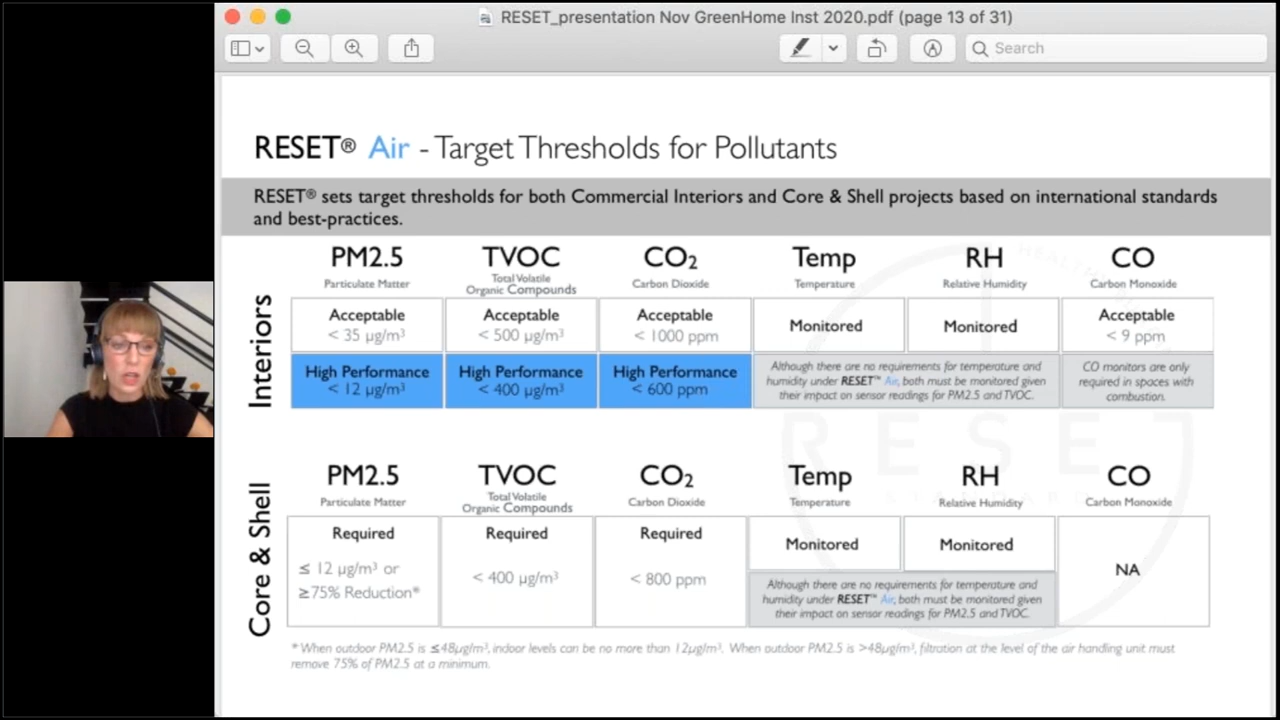 RESET_presentation Nov GreenHome Inst 2020.pdf (page 13 of 31)
Search
RESET® Air - Target Thresholds for Pollutants
RESET® sets target thresholds for both Commercial Interiors and Core & Shell projects based on international standards
and best-practices.
Interiors
PM2.5
Particulate Matter
Acceptable
< 35 µg/m³
High Performance
< 12 µg/m³
TVOC
Total Volatile
Organic Compounds
Acceptable
< 500 µg/m³
High Performance
< 400 µg/m³
CO₂
Carbon Dioxide
Acceptable
< 1000 ppm
High Performance
< 600 ppm
Temp
Temperature
Monitored
RH
Relative Humidity
Monitored
Although there are no requirements for temperature and
humidity under RESET™ Air, both must be monitored given
their impact on sensor readings for PM2.5 and TVOC.
CO
Carbon Monoxide
Acceptable
< 9 ppm
CO monitors are only
required in spaces with
combustion.
Core & Shell
PM2.5
Particulate Matter
Required
≤ 12 µg/m³ or
≥75% Reduction*
TVOC
Total Volatile
Organic Compounds
Required
< 400 µg/m³
CO₂
Carbon Dioxide
Required
< 800 ppm
Temp
Temperature
Monitored
RH
Relative Humidity
Monitored
Although there are no requirements for temperature and
humidity under RESET™ Air, both must be monitored given
their impact on sensor readings for PM2.5 and TVOC.
CO
Carbon Monoxide
NA
* When outdoor PM2.5 is ≤48µg/m³, indoor levels can be no more than 12µg/m³. When outdoor PM2.5 is >48µg/m³, filtration at the level of the air handling unit must
remove 75% of PM2.5 at a minimum.
RESET